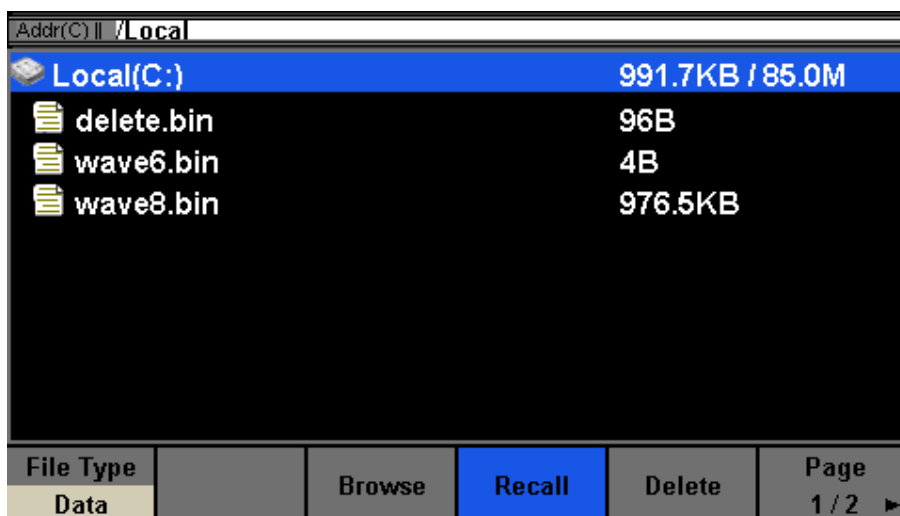 Addr(C) || /Local
Local(C:) 991.7KB / 85.0M
delete.bin 96B
wave6.bin 4B
wave8.bin 976.5KB
File Type Browse Recall Delete Page
Data 1 / 2 ►